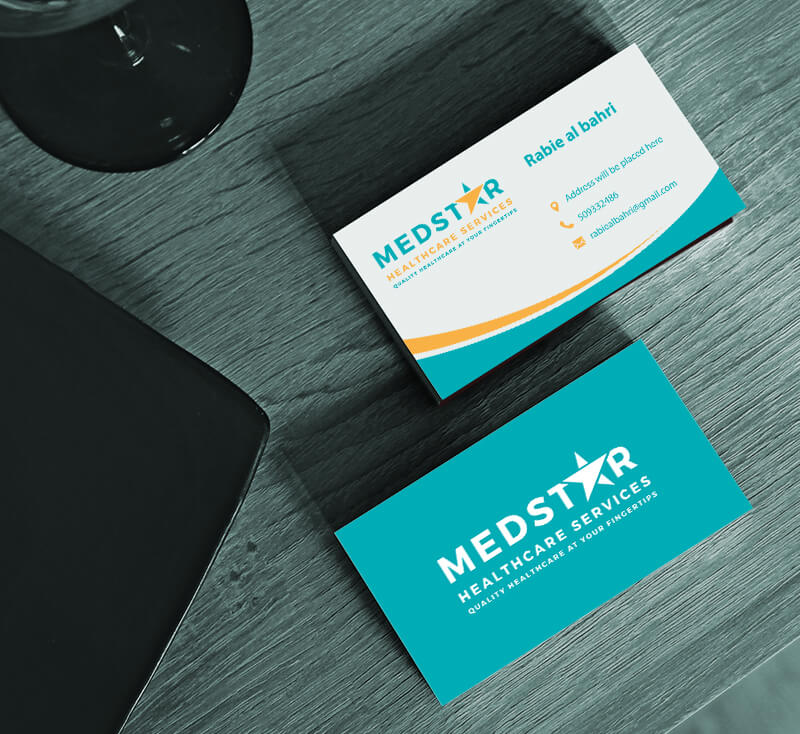 MEDSTAR
HEALTHCARE SERVICES
QUALITY HEALTHCARE AT YOUR FINGERTIPS
Rabie al bahri
Address will be placed here
509332486
rabiealbahri@gmail.com
MEDSTAR
HEALTHCARE SERVICES
QUALITY HEALTHCARE AT YOUR FINGERTIPS